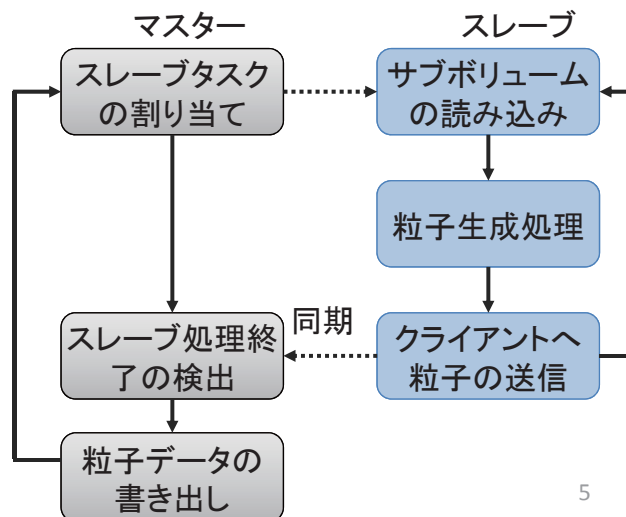 マスター
スレーブ
スレーブタスク
の割り当て
サブボリューム
の読み込み
粒子生成処理
同期
スレーブ処理終
了の検出
クライアントへ
粒子の送信
粒子データの
書き出し
5